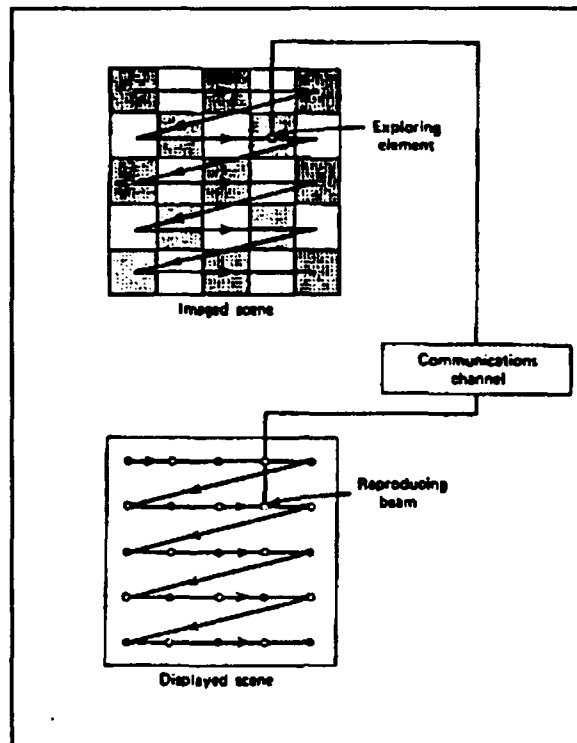 Exploring
element
Imaged scene
Communications
channel
Reproducing
beam
Displayed scene